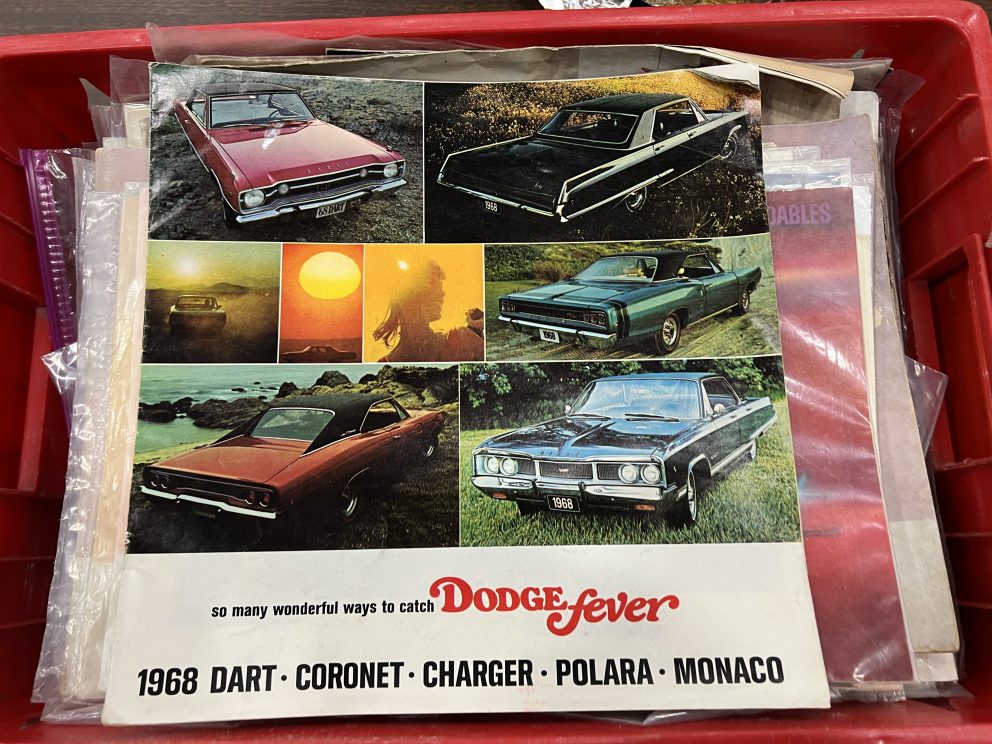 68 DART
1968
1968
DABLES
1968
so many wonderful ways to catch DODGE fever
1968 DART · CORONET · CHARGER · POLARA · MONACO